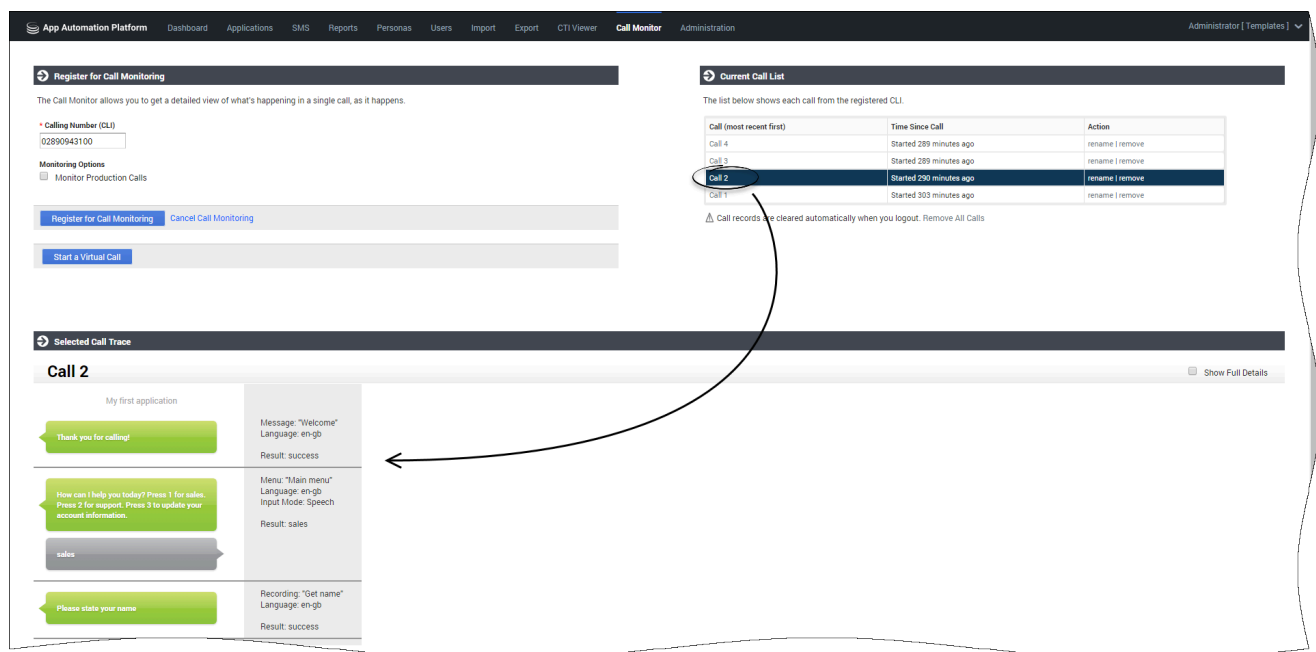 App Automation Platform Dashboard Applications SMS Reports Personas Users Import Export CTI Viewer Call Monitor Administration Administrator [ Templates ]
Register for Call Monitoring
The Call Monitor allows you to get a detailed view of what's happening in a single call, as it happens.
* Calling Number (CLI)
02890943100
Monitoring Options
Monitor Production Calls
Register for Call Monitoring Cancel Call Monitoring
Start a Virtual Call
Current Call List
The list below shows each call from the registered CLI.
Call (most recent first) Time Since Call Action
Call 4 Started 289 minutes ago rename | remove
Call 3 Started 289 minutes ago rename | remove
Call 2 Started 290 minutes ago rename | remove
Call 1 Started 303 minutes ago rename | remove
Call records are cleared automatically when you logout. Remove All Calls
Selected Call Trace
Call 2 Show Full Details
My first application
Thank you for calling!
Message: "Welcome"
Language: en-gb
Result: success
How can I help you today? Press 1 for sales.
Press 2 for support. Press 3 to update your
account information.
Menu: "Main menu"
Language: en-gb
Input Mode: Speech
Result: sales
sales
Please state your name
Recording: "Get name"
Language: en-gb
Result: success